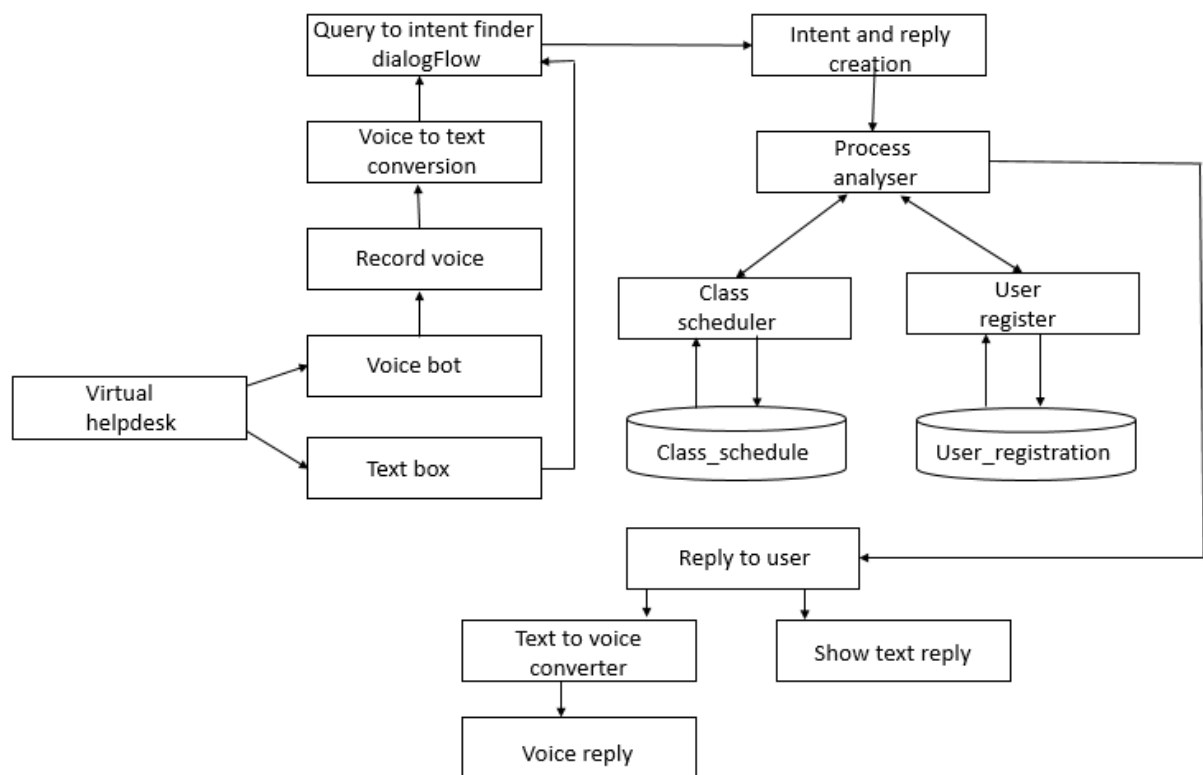 Query to intent finder
dialogFlow
Intent and reply
creation
Voice to text
conversion
Process
analyser
Record voice
Class
scheduler
User
register
Voice bot
Virtual
helpdesk
Text box
Class_schedule
User_registration
Reply to user
Text to voice
converter
Show text reply
Voice reply